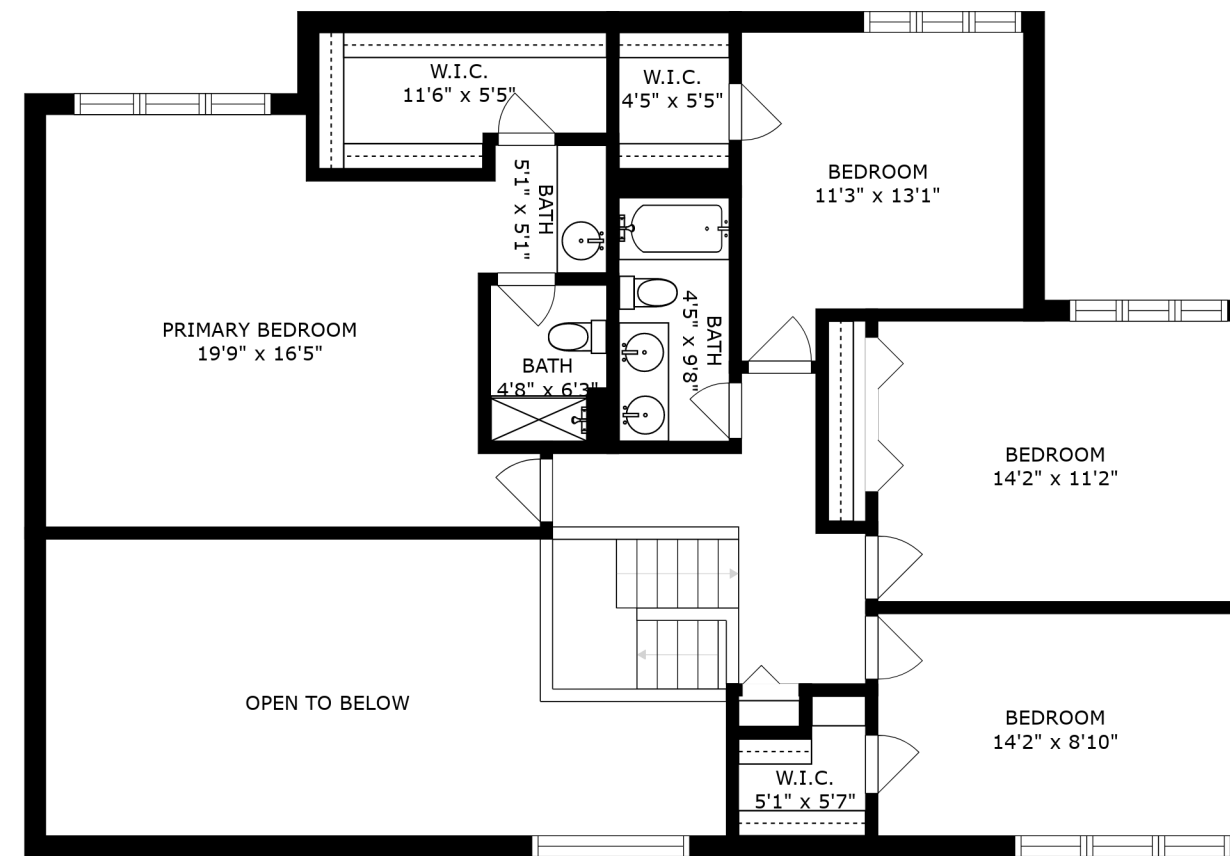 W.I.C.
11'6" x 5'5"
W.I.C.
4'5" x 5'5"
BEDROOM
11'3" x 13'1"
BATH
5'1" x 5'1"
PRIMARY BEDROOM
19'9" x 16'5"
BATH
4'8" x 6'3"
BATH
4'5" x 9'8"
BEDROOM
14'2" x 11'2"
OPEN TO BELOW
BEDROOM
14'2" x 8'10"
W.I.C.
5'1" x 5'7"